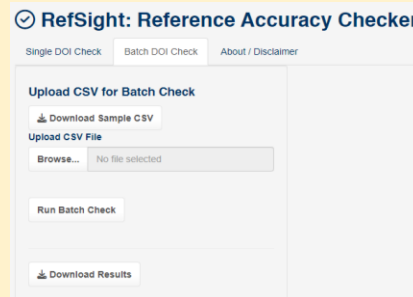 RefSight: Reference Accuracy Checker
Single DOI Check Batch DOI Check About / Disclaimer
Upload CSV for Batch Check
Download Sample CSV
Upload CSV File
Browse... No file selected
Run Batch Check
Download Results